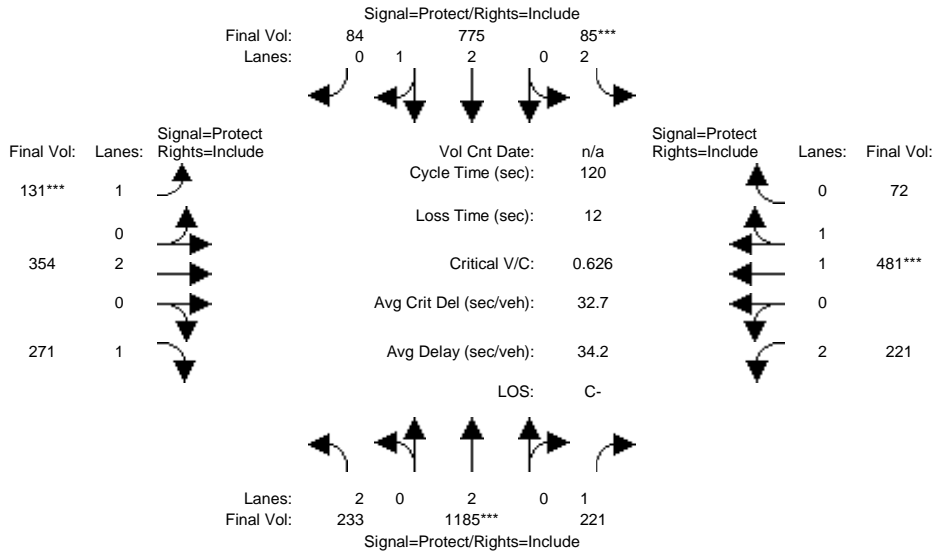 Signal=Protect/Rights=Include
Final Vol: 84 775 85***
Lanes: 0 1 2 0 2
Signal=Protect
Final Vol: Lanes: Rights=Include
Vol Cnt Date: n/a
Signal=Protect
Rights=Include Lanes: Final Vol:
Cycle Time (sec): 120
131*** 1
0 72
Loss Time (sec): 12
0
1
354 2
Critical V/C: 0.626
1 481***
0
Avg Crit Del (sec/veh): 32.7
0
271 1
Avg Delay (sec/veh): 34.2
2 221
LOS: C-
Lanes: 2 0 2 0 1
Final Vol: 233 1185*** 221
Signal=Protect/Rights=Include